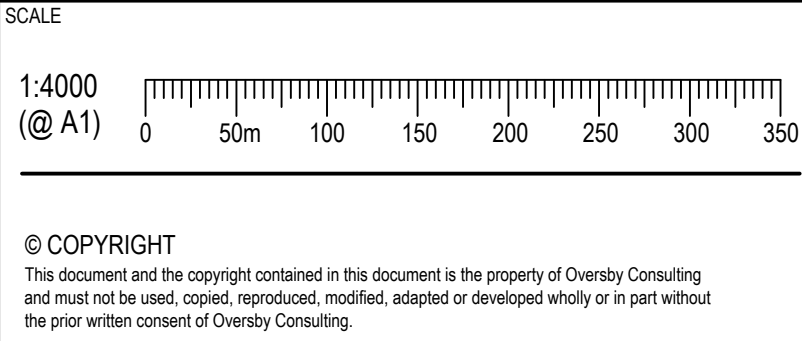 SCALE
1:4000
(@ A1)
0 50m 100 150 200 250 300 350
© COPYRIGHT
This document and the copyright contained in this document is the property of Oversby Consulting
and must not be used, copied, reproduced, modified, adapted or developed wholly or in part without
the prior written consent of Oversby Consulting.